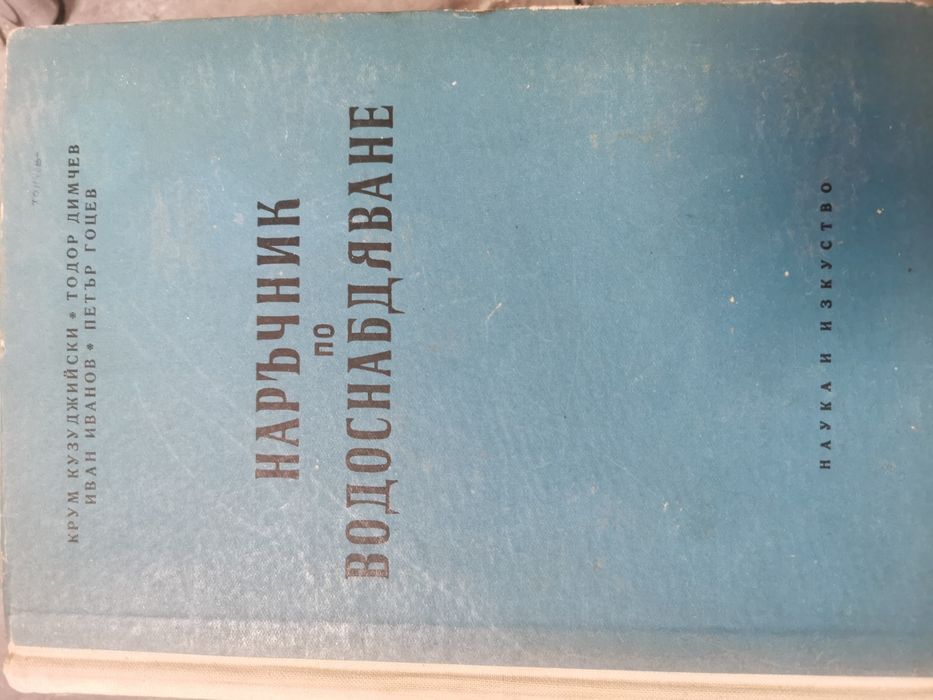 КРУМ КУЗУДЖИЙСКИ * ТОДОР ДИМЧЕВ
ИВАН ИВАНОВ * ПЕТЪР ГОЦЕВ
НАРЪЧНИК
ПО
ВОДОСНАБДЯВАНЕ
НАУКА И ИЗКУСТВО